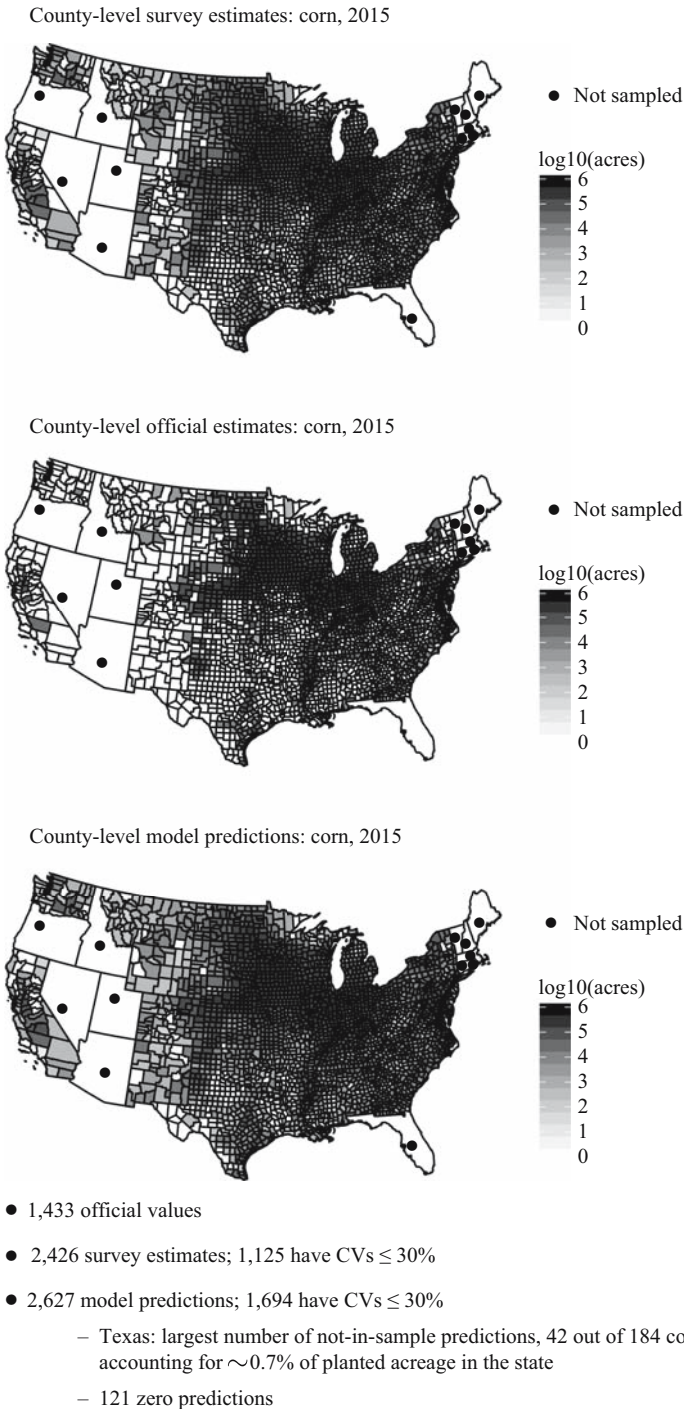 County-level survey estimates: corn, 2015
● Not sampled
log10(acres)
6
5
4
3
2
1
0
County-level official estimates: corn, 2015
● Not sampled
log10(acres)
6
5
4
3
2
1
0
County-level model predictions: corn, 2015
● Not sampled
log10(acres)
6
5
4
3
2
1
0
● 1,433 official values
● 2,426 survey estimates; 1,125 have CVs ≤ 30%
● 2,627 model predictions; 1,694 have CVs ≤ 30%
– Texas: largest number of not-in-sample predictions, 42 out of 184 co
accounting for ∼0.7% of planted acreage in the state
– 121 zero predictions